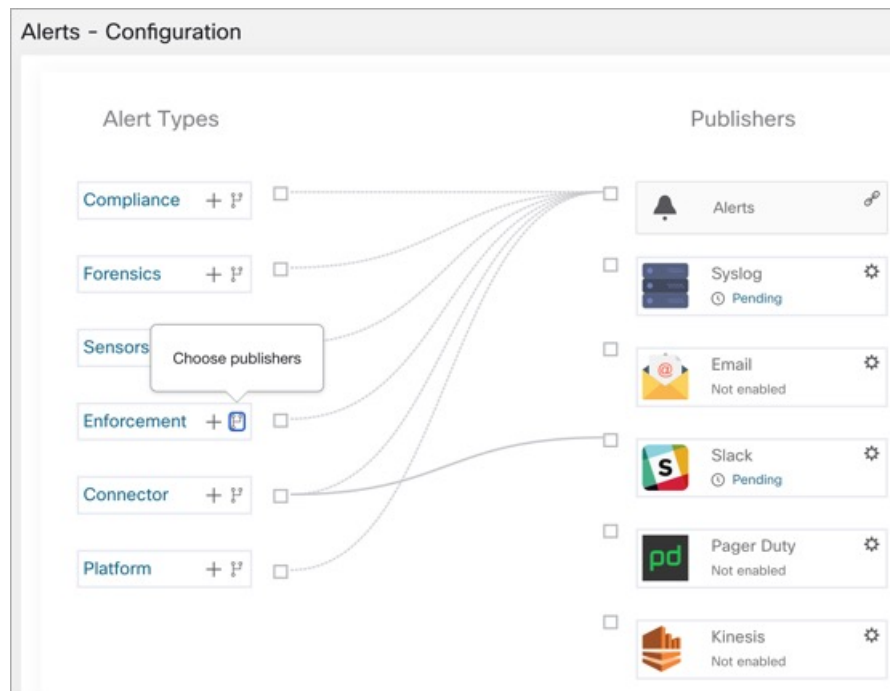 Alerts - Configuration
Alert Types
Publishers
Compliance
Forensics
Sensors
Choose publishers
Enforcement
Connector
Platform
Alerts
Syslog
Pending
@
Email
Not enabled
S
Slack
Pending
pd
Pager Duty
Not enabled
Kinesis
Not enabled